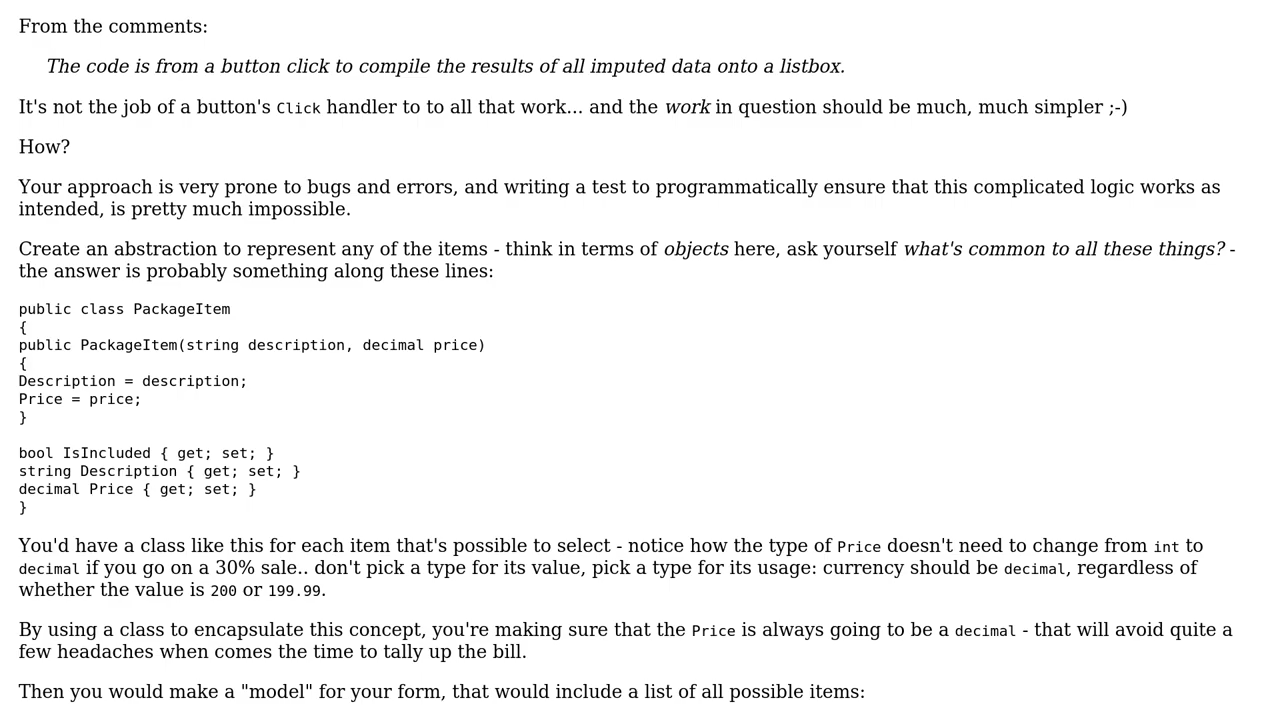 From the comments:
The code is from a button click to compile the results of all imputed data onto a listbox.
It's not the job of a button's Click handler to to all that work... and the work in question should be much, much simpler ;-)
How?
Your approach is very prone to bugs and errors, and writing a test to programmatically ensure that this complicated logic works as
intended, is pretty much impossible.
Create an abstraction to represent any of the items - think in terms of objects here, ask yourself what's common to all these things? -
the answer is probably something along these lines:
public class PackageItem
{
public PackageItem(string description, decimal price)
{
Description = description;
Price = price;
}
bool IsIncluded { get; set; }
string Description { get; set; }
decimal Price { get; set; }
}
You'd have a class like this for each item that's possible to select - notice how the type of Price doesn't need to change from int to
decimal if you go on a 30% sale.. don't pick a type for its value, pick a type for its usage: currency should be decimal, regardless of
whether the value is 200 or 199.99.
By using a class to encapsulate this concept, you're making sure that the Price is always going to be a decimal - that will avoid quite a
few headaches when comes the time to tally up the bill.
Then you would make a "model" for your form, that would include a list of all possible items: